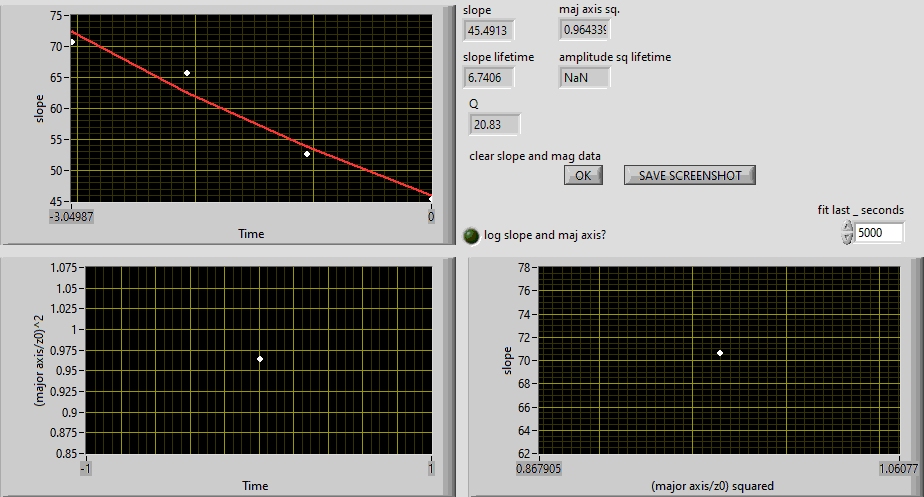 75
70
65
60
55
50
45
slope
-3.04987
0
Time
slope
45.4913
maj axis sq.
slope lifetime
6.7406
amplitude sq lifetime
NaN
Q
20.83
clear slope and mag data
OK
SAVE SCREENSHOT
log slope and maj axis?
fit last _ seconds
5000
1.075
1.05
1.025
1
0.975
0.95
0.925
0.9
0.875
0.85
(major axis/z0)^2
-1
1
Time
78
76
74
72
70
68
66
64
62
slope
0.867905
1.06077
(major axis/z0) squared